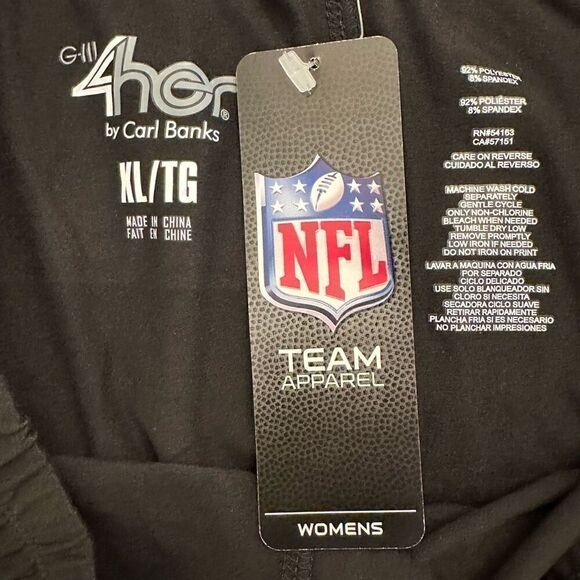 G-III
4her®
by Carl Banks
XL/TG
MADE IN CHINA
FAIT EN CHINE
NFL
TEAM
APPAREL
WOMENS
92% POLYESTER
8% SPANDEX
92% POLIÉSTER
8% SPANDEX
RN#54163
CA#57151
CARE ON REVERSE
CUIDADO AL REVERSO
MACHINE WASH COLD
SEPARATELY
GENTLE CYCLE
ONLY NON-CHLORINE
BLEACH WHEN NEEDED
TUMBLE DRY LOW
REMOVE PROMPTLY
LOW IRON IF NEEDED
DO NOT IRON ON PRINT
LAVAR A MAQUINA CON AGUA FRIA
POR SEPARADO
CICLO DELICADO
USE SOLO BLANQUEADOR SIN
CLORO SI NECESITA
SECADORA CICLO SUAVE
RETIRAR RAPIDAMENTE
PLANCHA FRIA SI ES NECESARIO
NO PLANCHAR IMPRESIONES